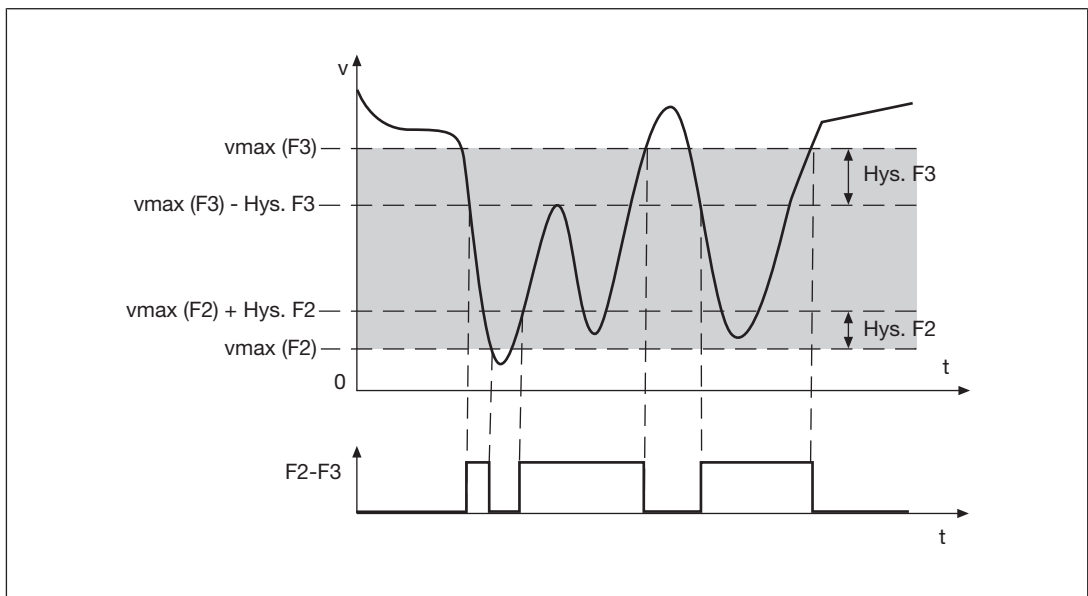 v
vmax (F3)
Hys. F3
vmax (F3) - Hys. F3
vmax (F2) + Hys. F2
Hys. F2
vmax (F2)
t
0
F2-F3
t